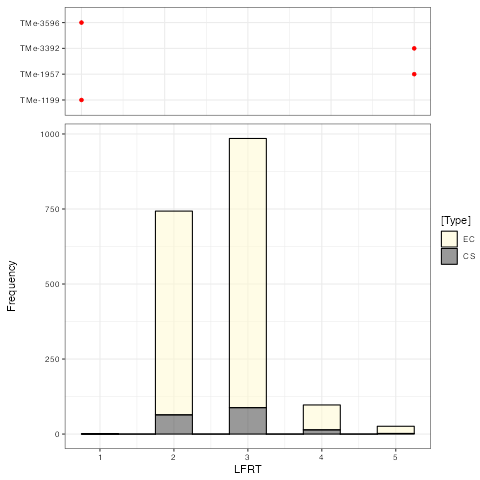 TMe-3596
TMe-3392
TMe-1957
TMe-1199
1000
750
500
250
0
Frequency
1 2 3 4 5
LFRT
[Type]
EC
CS